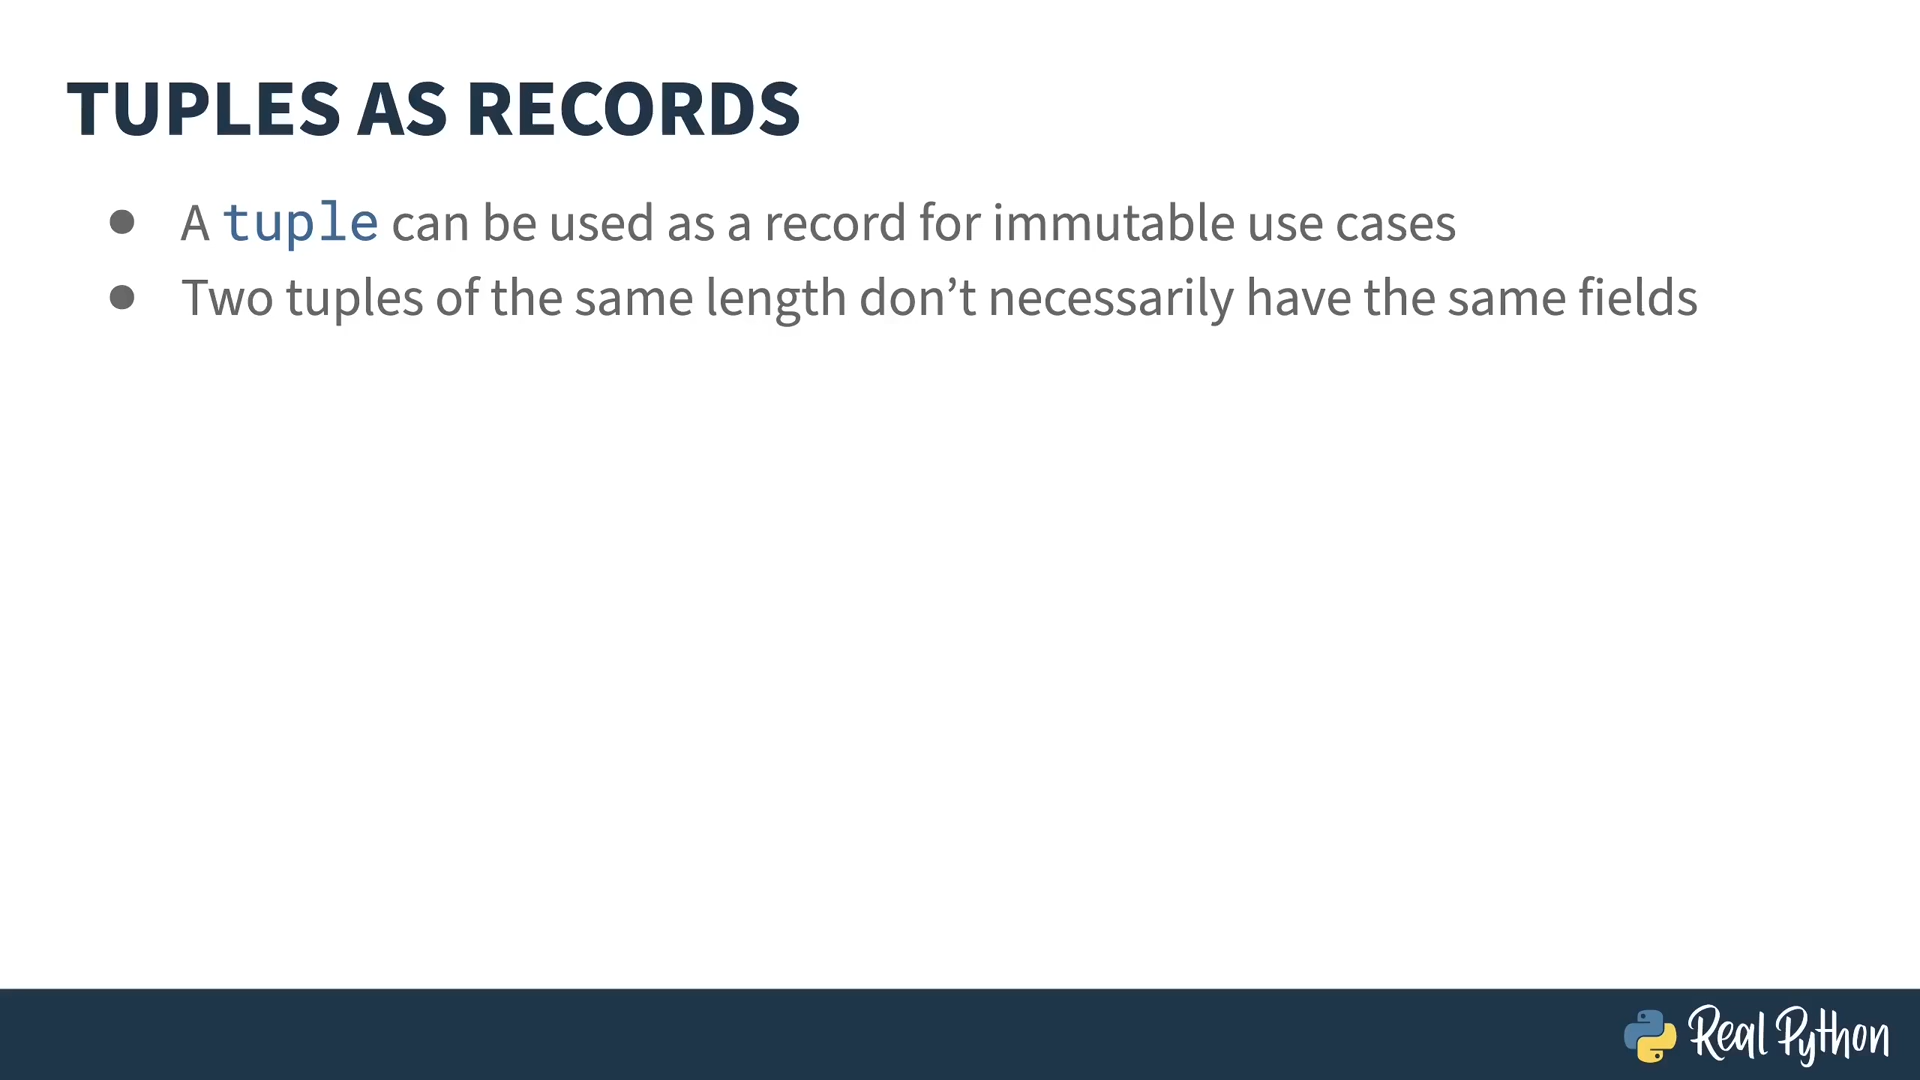 TUPLES AS RECORDS
● A tuple can be used as a record for immutable use cases
● Two tuples of the same length don’t necessarily have the same fields
Real Python